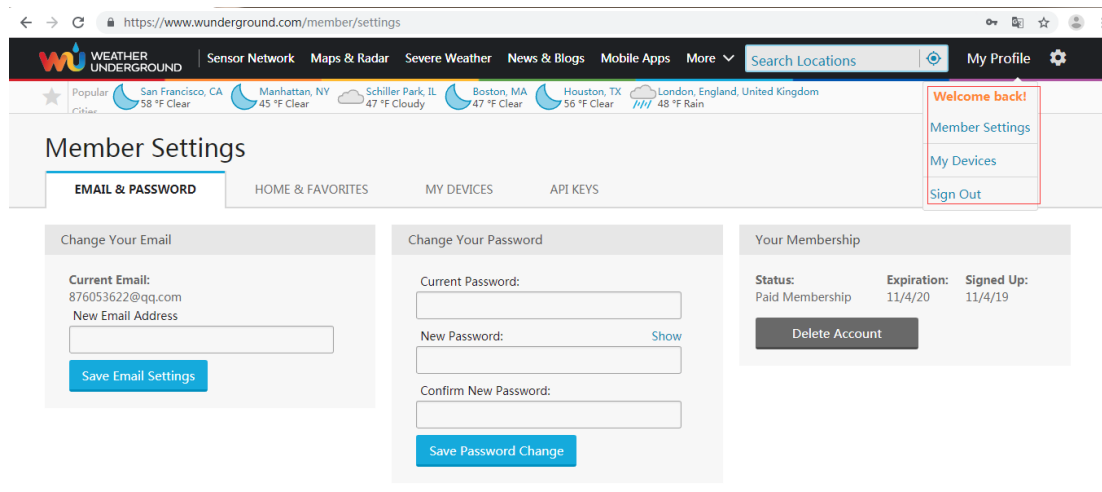 https://www.wunderground.com/member/settings
WEATHER UNDERGROUND Sensor Network Maps & Radar Severe Weather News & Blogs Mobile Apps More Search Locations My Profile
Popular Cities San Francisco, CA 58 °F Clear Manhattan, NY 45 °F Clear Schiller Park, IL 47 °F Cloudy Boston, MA 47 °F Clear Houston, TX 56 °F Clear London, England, United Kingdom 48 °F Rain
Welcome back!
Member Settings
My Devices
Sign Out
Member Settings
EMAIL & PASSWORD HOME & FAVORITES MY DEVICES API KEYS
Change Your Email
Current Email:
876053622@qq.com
New Email Address
Save Email Settings
Change Your Password
Current Password:
New Password: Show
Confirm New Password:
Save Password Change
Your Membership
Status: Expiration: Signed Up:
Paid Membership 11/4/20 11/4/19
Delete Account